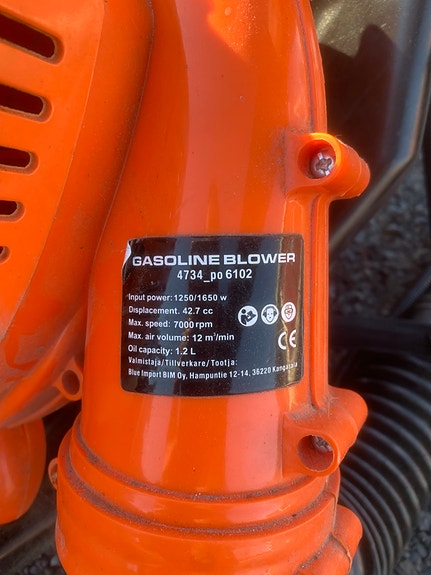 GASOLINE BLOWER
4734_po 6102
Input power: 1250/1650 w
Displacement. 42.7 cc
Max. speed: 7000 rpm
Max. air volume: 12 m³/min
Oil capacity: 1.2 L
Valmistaja/Tillverkare/Tootja:
Blue Import BIM Oy, Hampuntie 12-14, 36220 Kangasala
CE